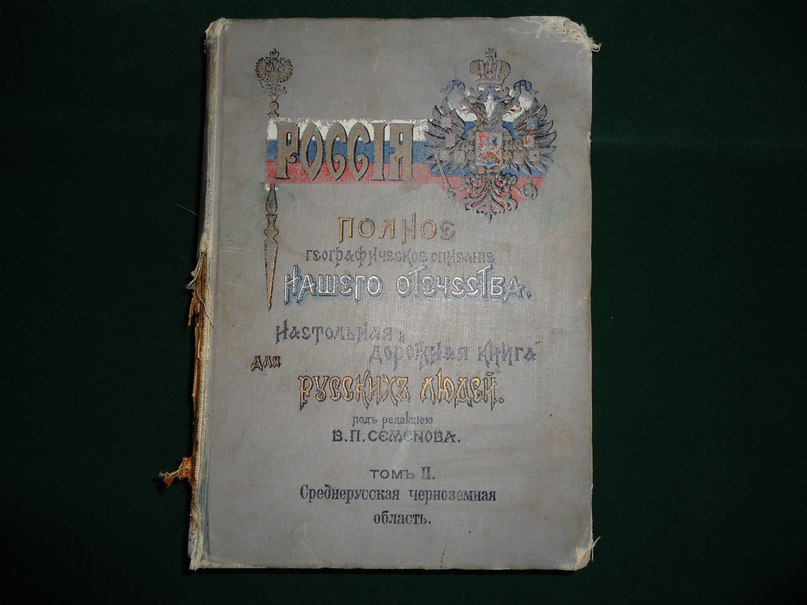 РОССІЯ
ПОЛНОЕ
ГЕОГРАФИЧЕСКОЕ ОПИСАНІЕ
НАШЕГО ОТЕЧЕСТВА.
НАСТОЛЬНАЯ И
ДОРОЖНАЯ КНИГА
ДЛЯ
РУССКИХЪ ЛЮДЕЙ.
подъ редакціею
В. П. СЕМЕНОВА.
ТОМЪ II.
Среднерусская черноземная
область.